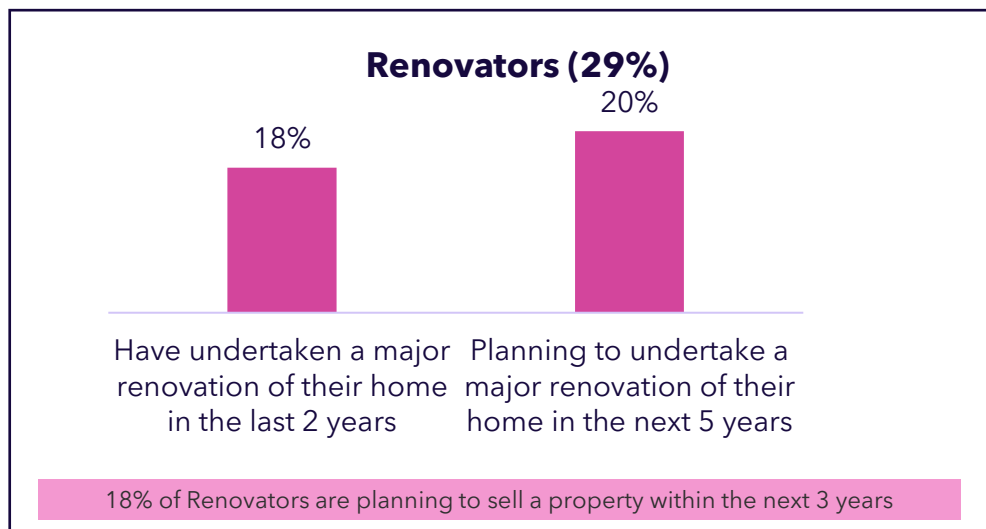 Renovators (29%)
18%
20%
Have undertaken a major
renovation of their home
in the last 2 years
Planning to undertake a
major renovation of their
home in the next 5 years
18% of Renovators are planning to sell a property within the next 3 years